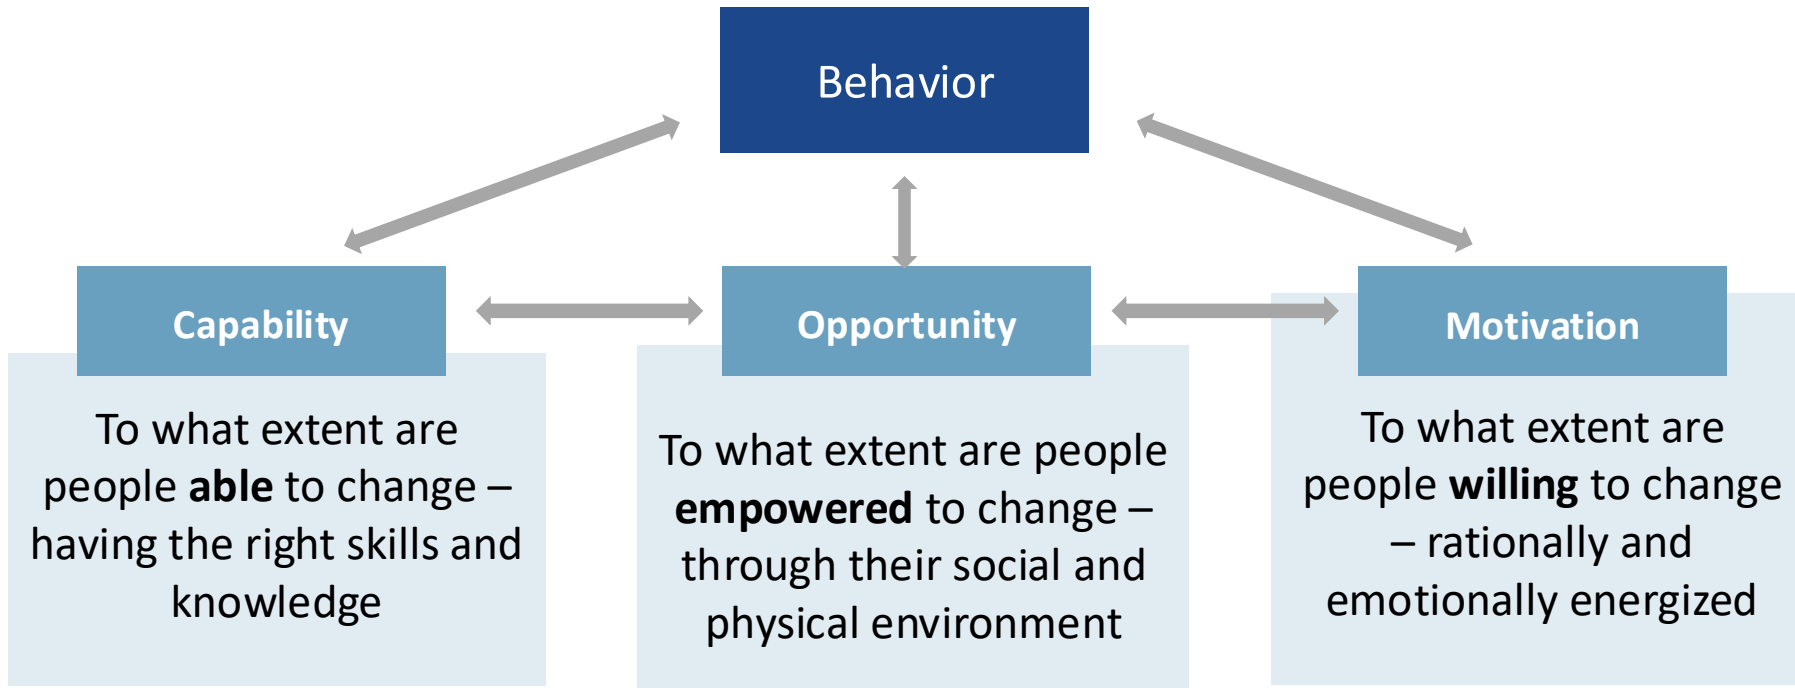 Behavior
Capability
Opportunity
Motivation
To what extent are
people able to change –
having the right skills and
knowledge
To what extent are people
empowered to change –
through their social and
physical environment
To what extent are
people willing to change
– rationally and
emotionally energized